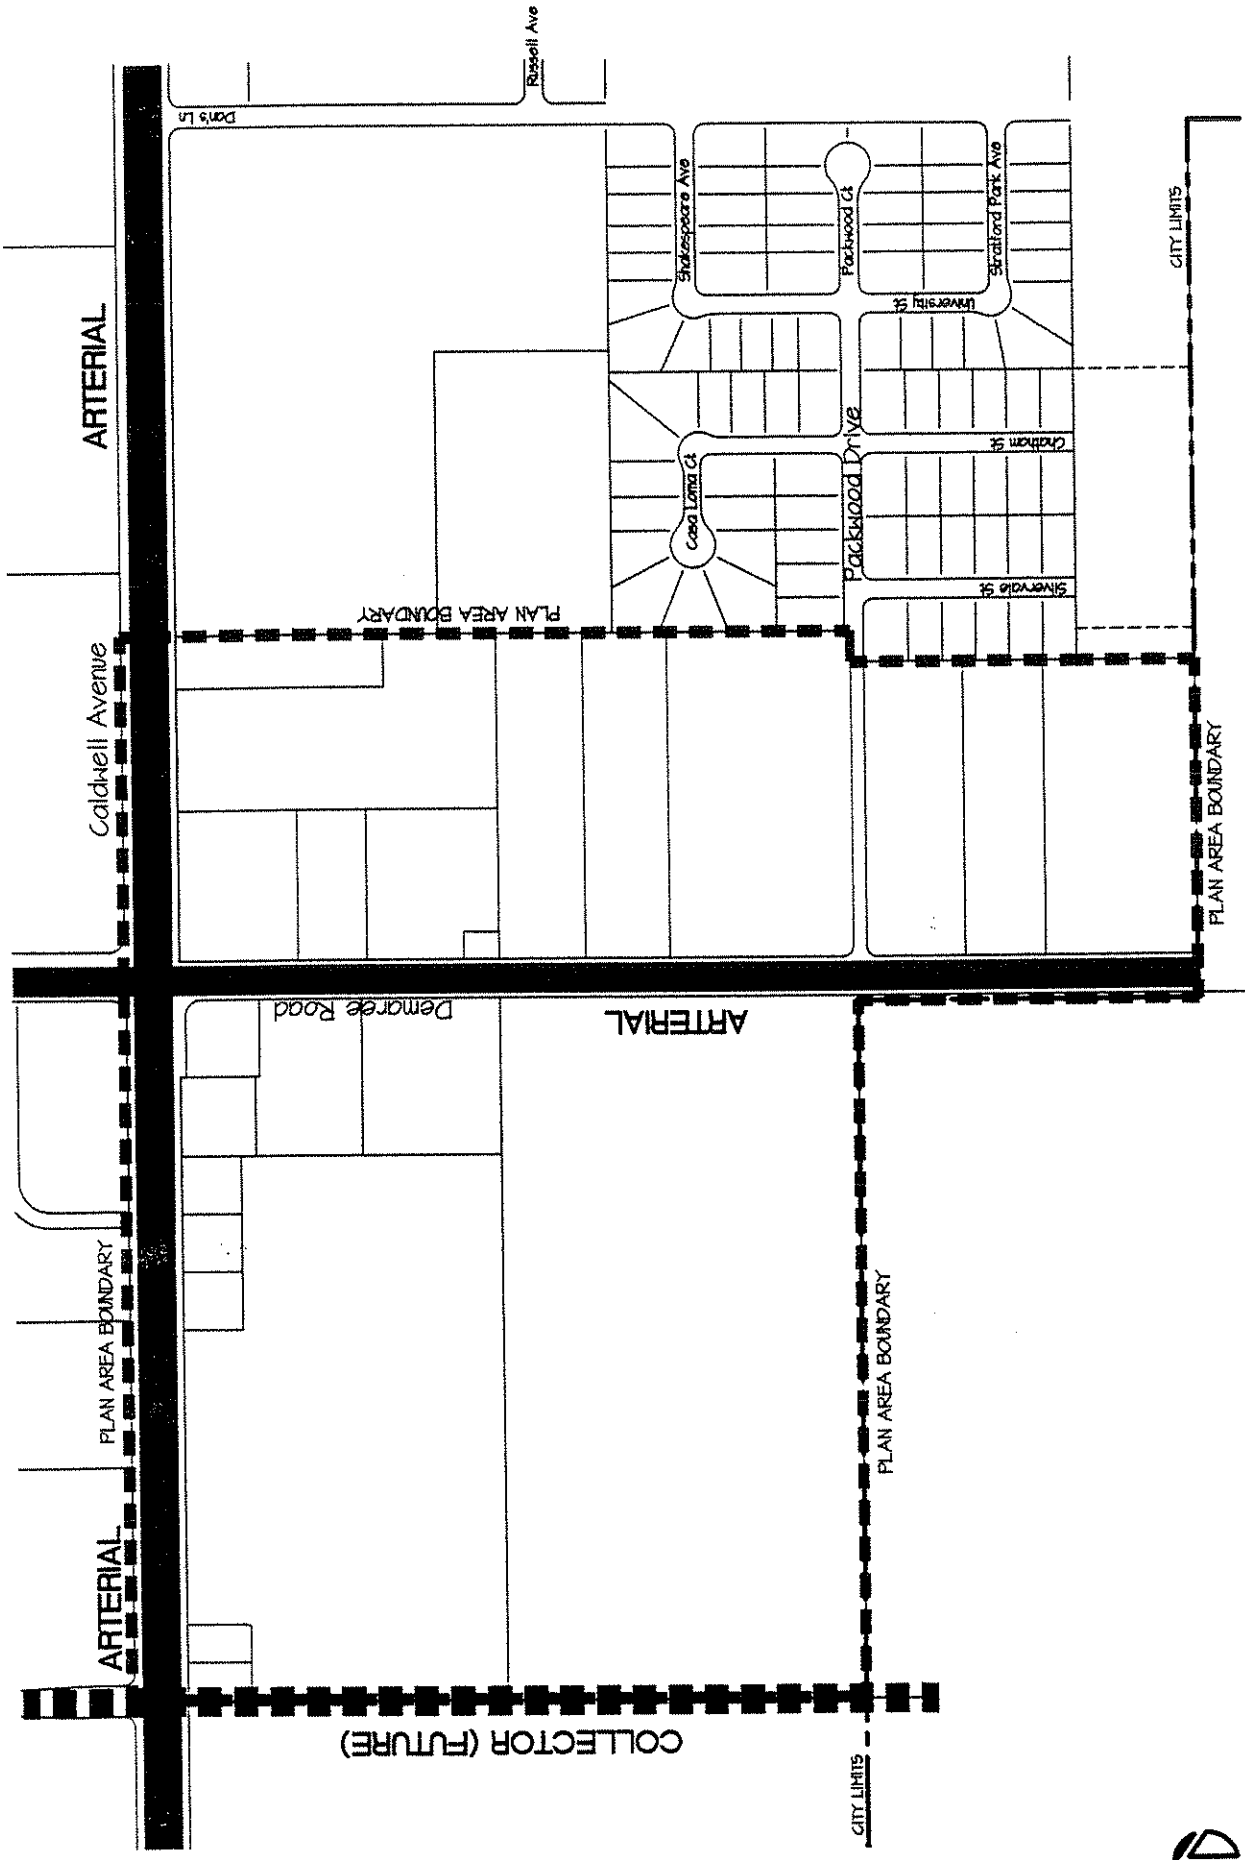 ARTERIAL
PLAN AREA BOUNDARY
Caldwell Avenue
ARTERIAL
Dan's Ln
Russell Ave
COLLECTOR (FUTURE)
Demaree Road
ARTERIAL
PLAN AREA BOUNDARY
Shakespeare Ave
Casa Loma Ct
Packwood Ct
Packwood Drive
University St
Stratford Park Ave
Chatham St
Silvervale St
CITY LIMITS
PLAN AREA BOUNDARY
PLAN AREA BOUNDARY
CITY LIMITS